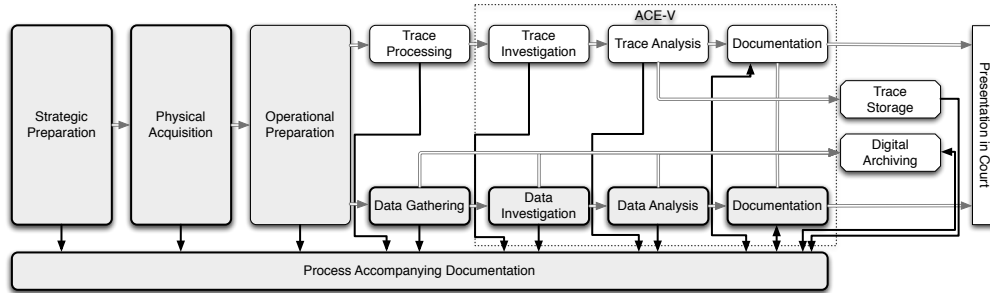 ACE-V
Trace
Processing
Trace
Investigation
Trace Analysis
Documentation
Strategic
Preparation
Physical
Acquisition
Operational
Preparation
Trace
Storage
Digital
Archiving
Presentation in Court
Data Gathering
Data
Investigation
Data Analysis
Documentation
Process Accompanying Documentation